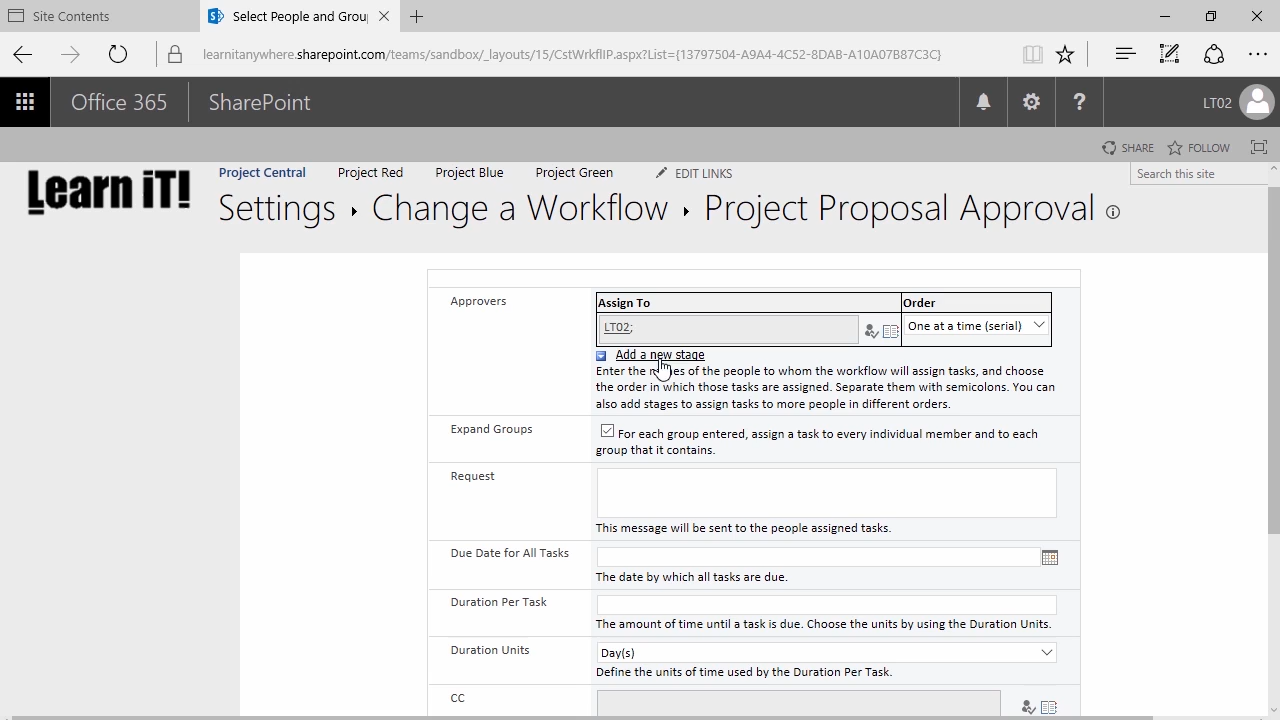 Site Contents
Select People and Grou
learnitanywhere.sharepoint.com/teams/sandbox/_layouts/15/CstWrkflIP.aspx?List={13797504-A9A4-4C52-8DAB-A10A07B87C3C}
Office 365
SharePoint
?
LT02
SHARE
FOLLOW
Learn iT!
Project Central
Project Red
Project Blue
Project Green
EDIT LINKS
Search this site
Settings ▸ Change a Workflow ▸ Project Proposal Approval
Approvers
Assign To
Order
LT02;
One at a time (serial)
Add a new stage
Enter the names of the people to whom the workflow will assign tasks, and choose
the order in which those tasks are assigned. Separate them with semicolons. You can
also add stages to assign tasks to more people in different orders.
Expand Groups
For each group entered, assign a task to every individual member and to each
group that it contains.
Request
This message will be sent to the people assigned tasks.
Due Date for All Tasks
The date by which all tasks are due.
Duration Per Task
The amount of time until a task is due. Choose the units by using the Duration Units.
Duration Units
Day(s)
Define the units of time used by the Duration Per Task.
CC